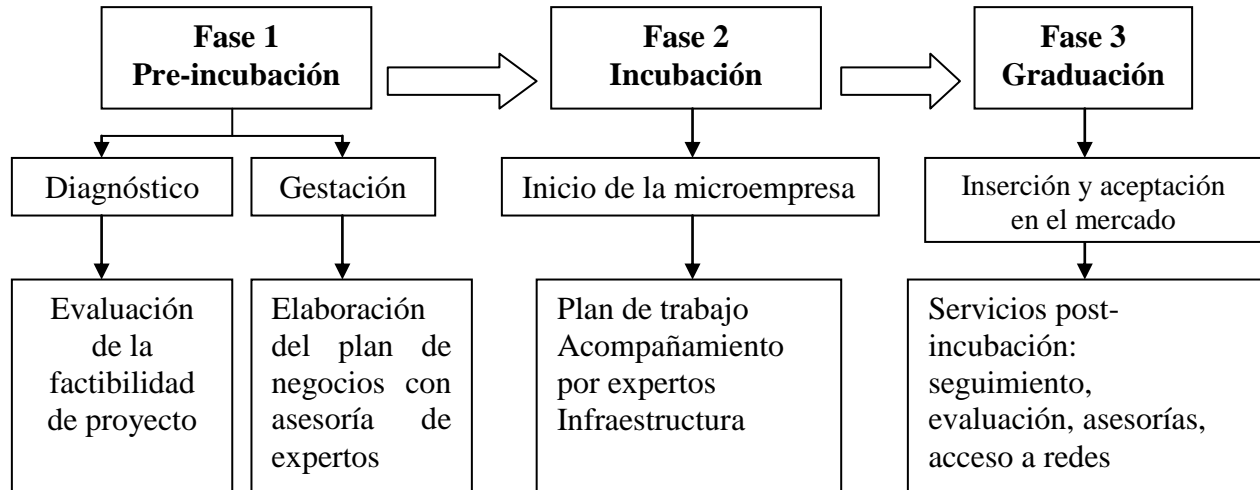 Fase 1
Pre-incubación
Fase 2
Incubación
Fase 3
Graduación
Diagnóstico
Gestación
Inicio de la microempresa
Inserción y aceptación
en el mercado
Evaluación
de la
factibilidad
de proyecto
Elaboración
del plan de
negocios con
asesoría de
expertos
Plan de trabajo
Acompañamiento
por expertos
Infraestructura
Servicios post-
incubación:
seguimiento,
evaluación, asesorías,
acceso a redes